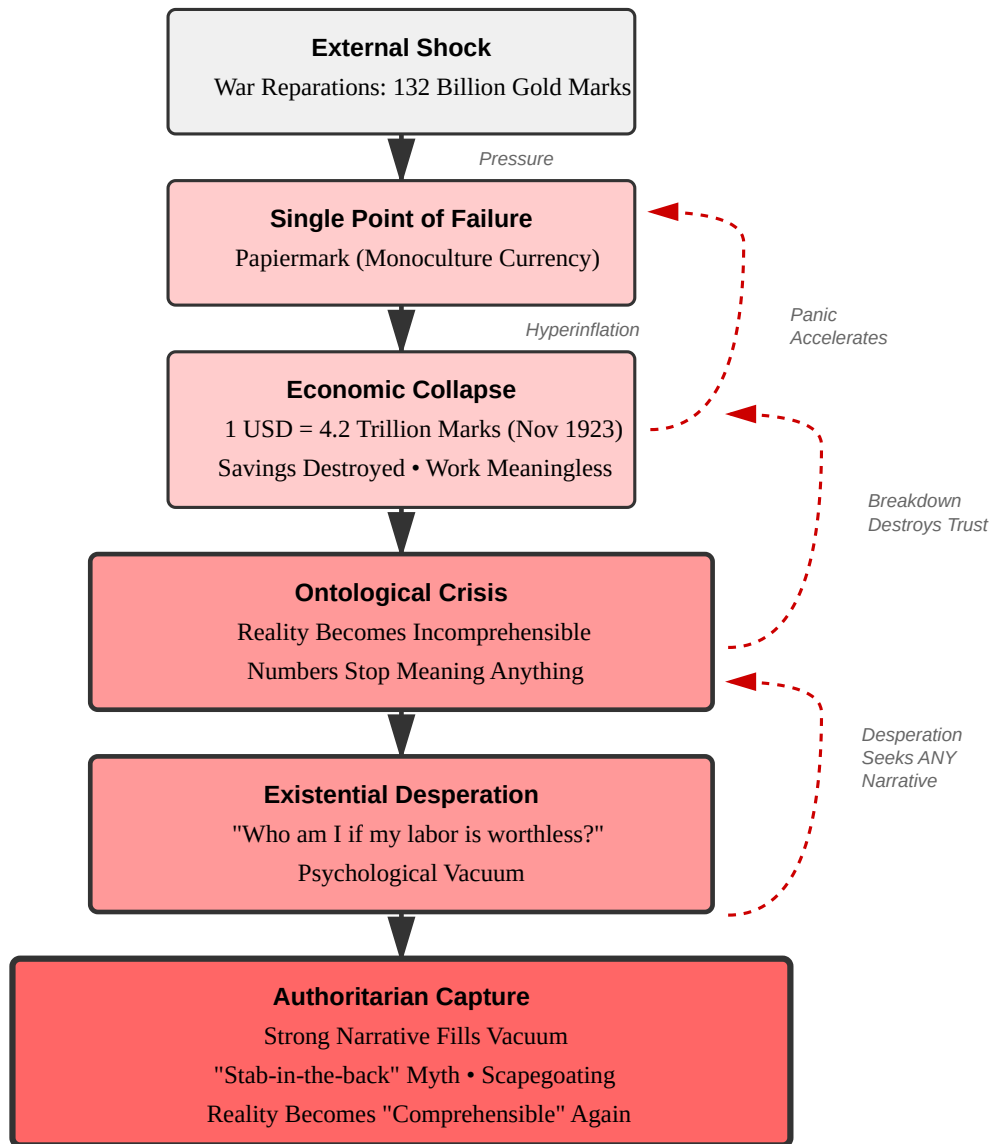 External Shock
War Reparations: 132 Billion Gold Marks
Pressure
Single Point of Failure
Papiermark (Monoculture Currency)
Hyperinflation
Panic
Accelerates
Economic Collapse
1 USD = 4.2 Trillion Marks (Nov 1923)
Savings Destroyed • Work Meaningless
Breakdown
Destroys Trust
Ontological Crisis
Reality Becomes Incomprehensible
Numbers Stop Meaning Anything
Desperation
Seeks ANY
Narrative
Existential Desperation
"Who am I if my labor is worthless?"
Psychological Vacuum
Authoritarian Capture
Strong Narrative Fills Vacuum
"Stab-in-the-back" Myth • Scapegoating
Reality Becomes "Comprehensible" Again